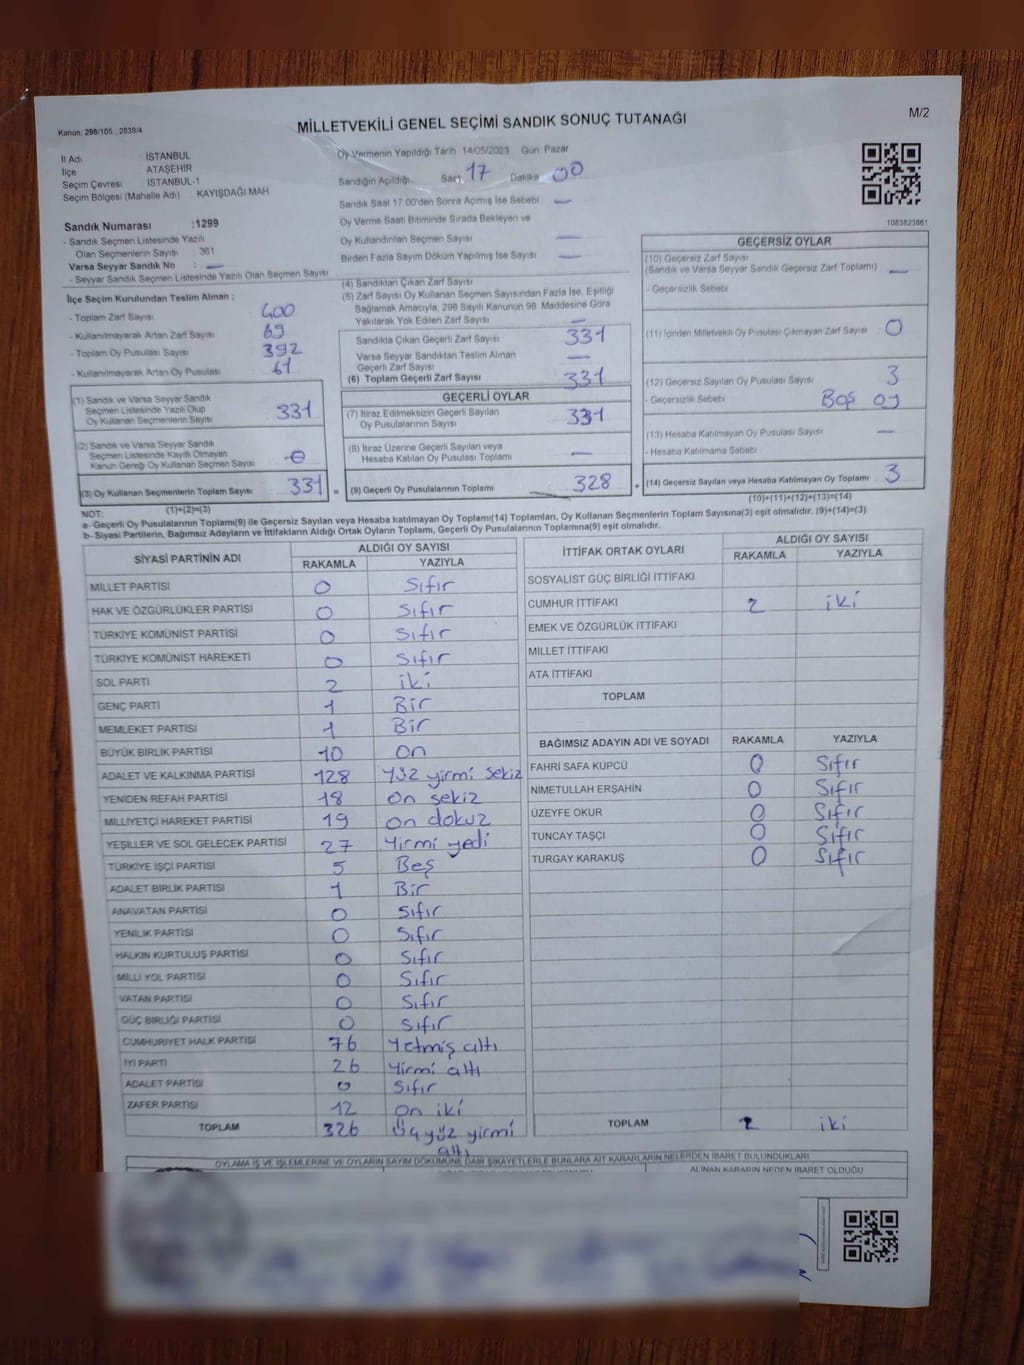 M/2
Kanun: 298/105 , 2839/4
MİLLETVEKİLİ GENEL SEÇİMİ SANDIK SONUÇ TUTANAĞI
İl Adı İSTANBUL
İlçe ATAŞEHİR
Seçim Çevresi İSTANBUL-1
Seçim Bölgesi (Mahalle Adı) KAYIŞDAĞI MAH
Sandık Numarası :1299
- Sandık Seçmen Listesinde Yazılı
Olan Seçmenlerin Sayısı 361
Varsa Seyyar Sandık No : —
- Seyyar Sandık Seçmen Listesinde Yazılı Olan Seçmen Sayısı
Oy Vermenin Yapıldığı Tarih 14/05/2023 Gün: Pazar
Sandığın Açıldığı Saat 17 Dakika 00
Sandık Saat 17.00'den Sonra Açılmış İse Sebebi —
Oy Verme Saati Bitiminde Sırada Bekleyen ve
Oy Kullandırılan Seçmen Sayısı —
Birden Fazla Sayım Döküm Yapılmış İse Sayısı —
1083823661
İlçe Seçim Kurulundan Teslim Alınan ;
- Toplam Zarf Sayısı : 400
- Kullanılmayarak Artan Zarf Sayısı : 69
- Toplam Oy Pusulası Sayısı : 392
- Kullanılmayarak Artan Oy Pusulası : 61
(1) Sandık ve Varsa Seyyar Sandık
Seçmen Listesinde Yazılı Olup
Oy Kullanan Seçmenlerin Sayısı 331
(2) Sandık ve Varsa Seyyar Sandık
Seçmen Listesinde Kayıtlı Olmayan
Kanun Gereği Oy Kullanan Seçmen Sayısı 0
(3) Oy Kullanan Seçmenlerin Toplam Sayısı 331
(1)+(2)=(3)
(4) Sandıktan Çıkan Zarf Sayısı
(5) Zarf Sayısı Oy Kullanan Seçmen Sayısından Fazla İse, Eşitliği
Sağlamak Amacıyla, 298 Sayılı Kanunun 98. Maddesine Göre
Yakılarak Yok Edilen Zarf Sayısı —
Sandıkta Çıkan Geçerli Zarf Sayısı 331
Varsa Seyyar Sandıktan Teslim Alınan
Geçerli Zarf Sayısı —
(6) Toplam Geçerli Zarf Sayısı 331
GEÇERLİ OYLAR
(7) İtiraz Edilmeksizin Geçerli Sayılan
Oy Pusulalarının Sayısı 331
(8) İtiraz Üzerine Geçerli Sayılan veya
Hesaba Katılan Oy Pusulası Toplamı —
= (9) Geçerli Oy Pusulalarının Toplamı 328 +
GEÇERSİZ OYLAR
(10) Geçersiz Zarf Sayısı
(Sandık ve Varsa Seyyar Sandık Geçersiz Zarf Toplamı) —
- Geçersizlik Sebebi
(11) İçinden Milletvekili Oy Pusulası Çıkmayan Zarf Sayısı 0
(12) Geçersiz Sayılan Oy Pusulası Sayısı 3
- Geçersizlik Sebebi Boş oy
(13) Hesaba Katılmayan Oy Pusulası Sayısı —
- Hesaba Katılmama Sebebi
(14) Geçersiz Sayılan veya Hesaba Katılmayan Oy Toplamı 3
(10)+(11)+(12)+(13)=(14)
NOT:
a- Geçerli Oy Pusulalarının Toplamı(9) ile Geçersiz Sayılan veya Hesaba katılmayan Oy Toplamı(14) Toplamları, Oy Kullanan Seçmenlerin Toplam Sayısına(3) eşit olmalıdır. (9)+(14)=(3)
b- Siyasi Partilerin, Bağımsız Adayların ve İttifakların Aldığı Ortak Oyların Toplamı, Geçerli Oy Pusulalarının Toplamına(9) eşit olmalıdır.
SİYASİ PARTİNİN ADI ALDIĞI OY SAYISI
RAKAMLA YAZIYLA
MİLLET PARTİSİ 0 Sıfır
HAK VE ÖZGÜRLÜKLER PARTİSİ 0 Sıfır
TÜRKİYE KOMÜNİST PARTİSİ 0 Sıfır
TÜRKİYE KOMÜNİST HAREKETİ 0 Sıfır
SOL PARTİ 2 iki
GENÇ PARTİ 1 Bir
MEMLEKET PARTİSİ 1 Bir
BÜYÜK BİRLİK PARTİSİ 10 on
ADALET VE KALKINMA PARTİSİ 128 Yüz yirmi sekiz
YENİDEN REFAH PARTİSİ 18 on sekiz
MİLLİYETÇİ HAREKET PARTİSİ 19 on dokuz
YEŞİLLER VE SOL GELECEK PARTİSİ 27 Yirmi yedi
TÜRKİYE İŞÇİ PARTİSİ 5 Beş
ADALET BİRLİK PARTİSİ 1 Bir
ANAVATAN PARTİSİ 0 Sıfır
YENİLİK PARTİSİ 0 Sıfır
HALKIN KURTULUŞ PARTİSİ 0 Sıfır
MİLLİ YOL PARTİSİ 0 Sıfır
VATAN PARTİSİ 0 Sıfır
GÜÇ BİRLİĞİ PARTİSİ 0 Sıfır
CUMHURİYET HALK PARTİSİ 76 Yetmiş altı
İYİ PARTİ 26 Yirmi altı
ADALET PARTİSİ 0 Sıfır
ZAFER PARTİSİ 12 on iki
TOPLAM 326 Üçyüz yirmi
altı
İTTİFAK ORTAK OYLARI ALDIĞI OY SAYISI
RAKAMLA YAZIYLA
SOSYALİST GÜÇ BİRLİĞİ İTTİFAKI
CUMHUR İTTİFAKI 2 iki
EMEK VE ÖZGÜRLÜK İTTİFAKI
MİLLET İTTİFAKI
ATA İTTİFAKI
TOPLAM
BAĞIMSIZ ADAYIN ADI VE SOYADI RAKAMLA YAZIYLA
FAHRİ SAFA KÜPCÜ 0 Sıfır
NİMETULLAH ERŞAHİN 0 Sıfır
ÜZEYFE OKUR 0 Sıfır
TUNCAY TAŞÇI 0 Sıfır
TURGAY KARAKUŞ 0 Sıfır
TOPLAM 2 iki
OYLAMA İŞ VE İŞLEMLERİNE VE OYLARIN SAYIM DÖKÜMÜNE DAİR ŞİKAYETLERLE BUNLARA AİT KARARLARIN NELERDEN İBARET BULUNDUKLARI
ALINAN KARARIN NEDEN İBARET OLDUĞU